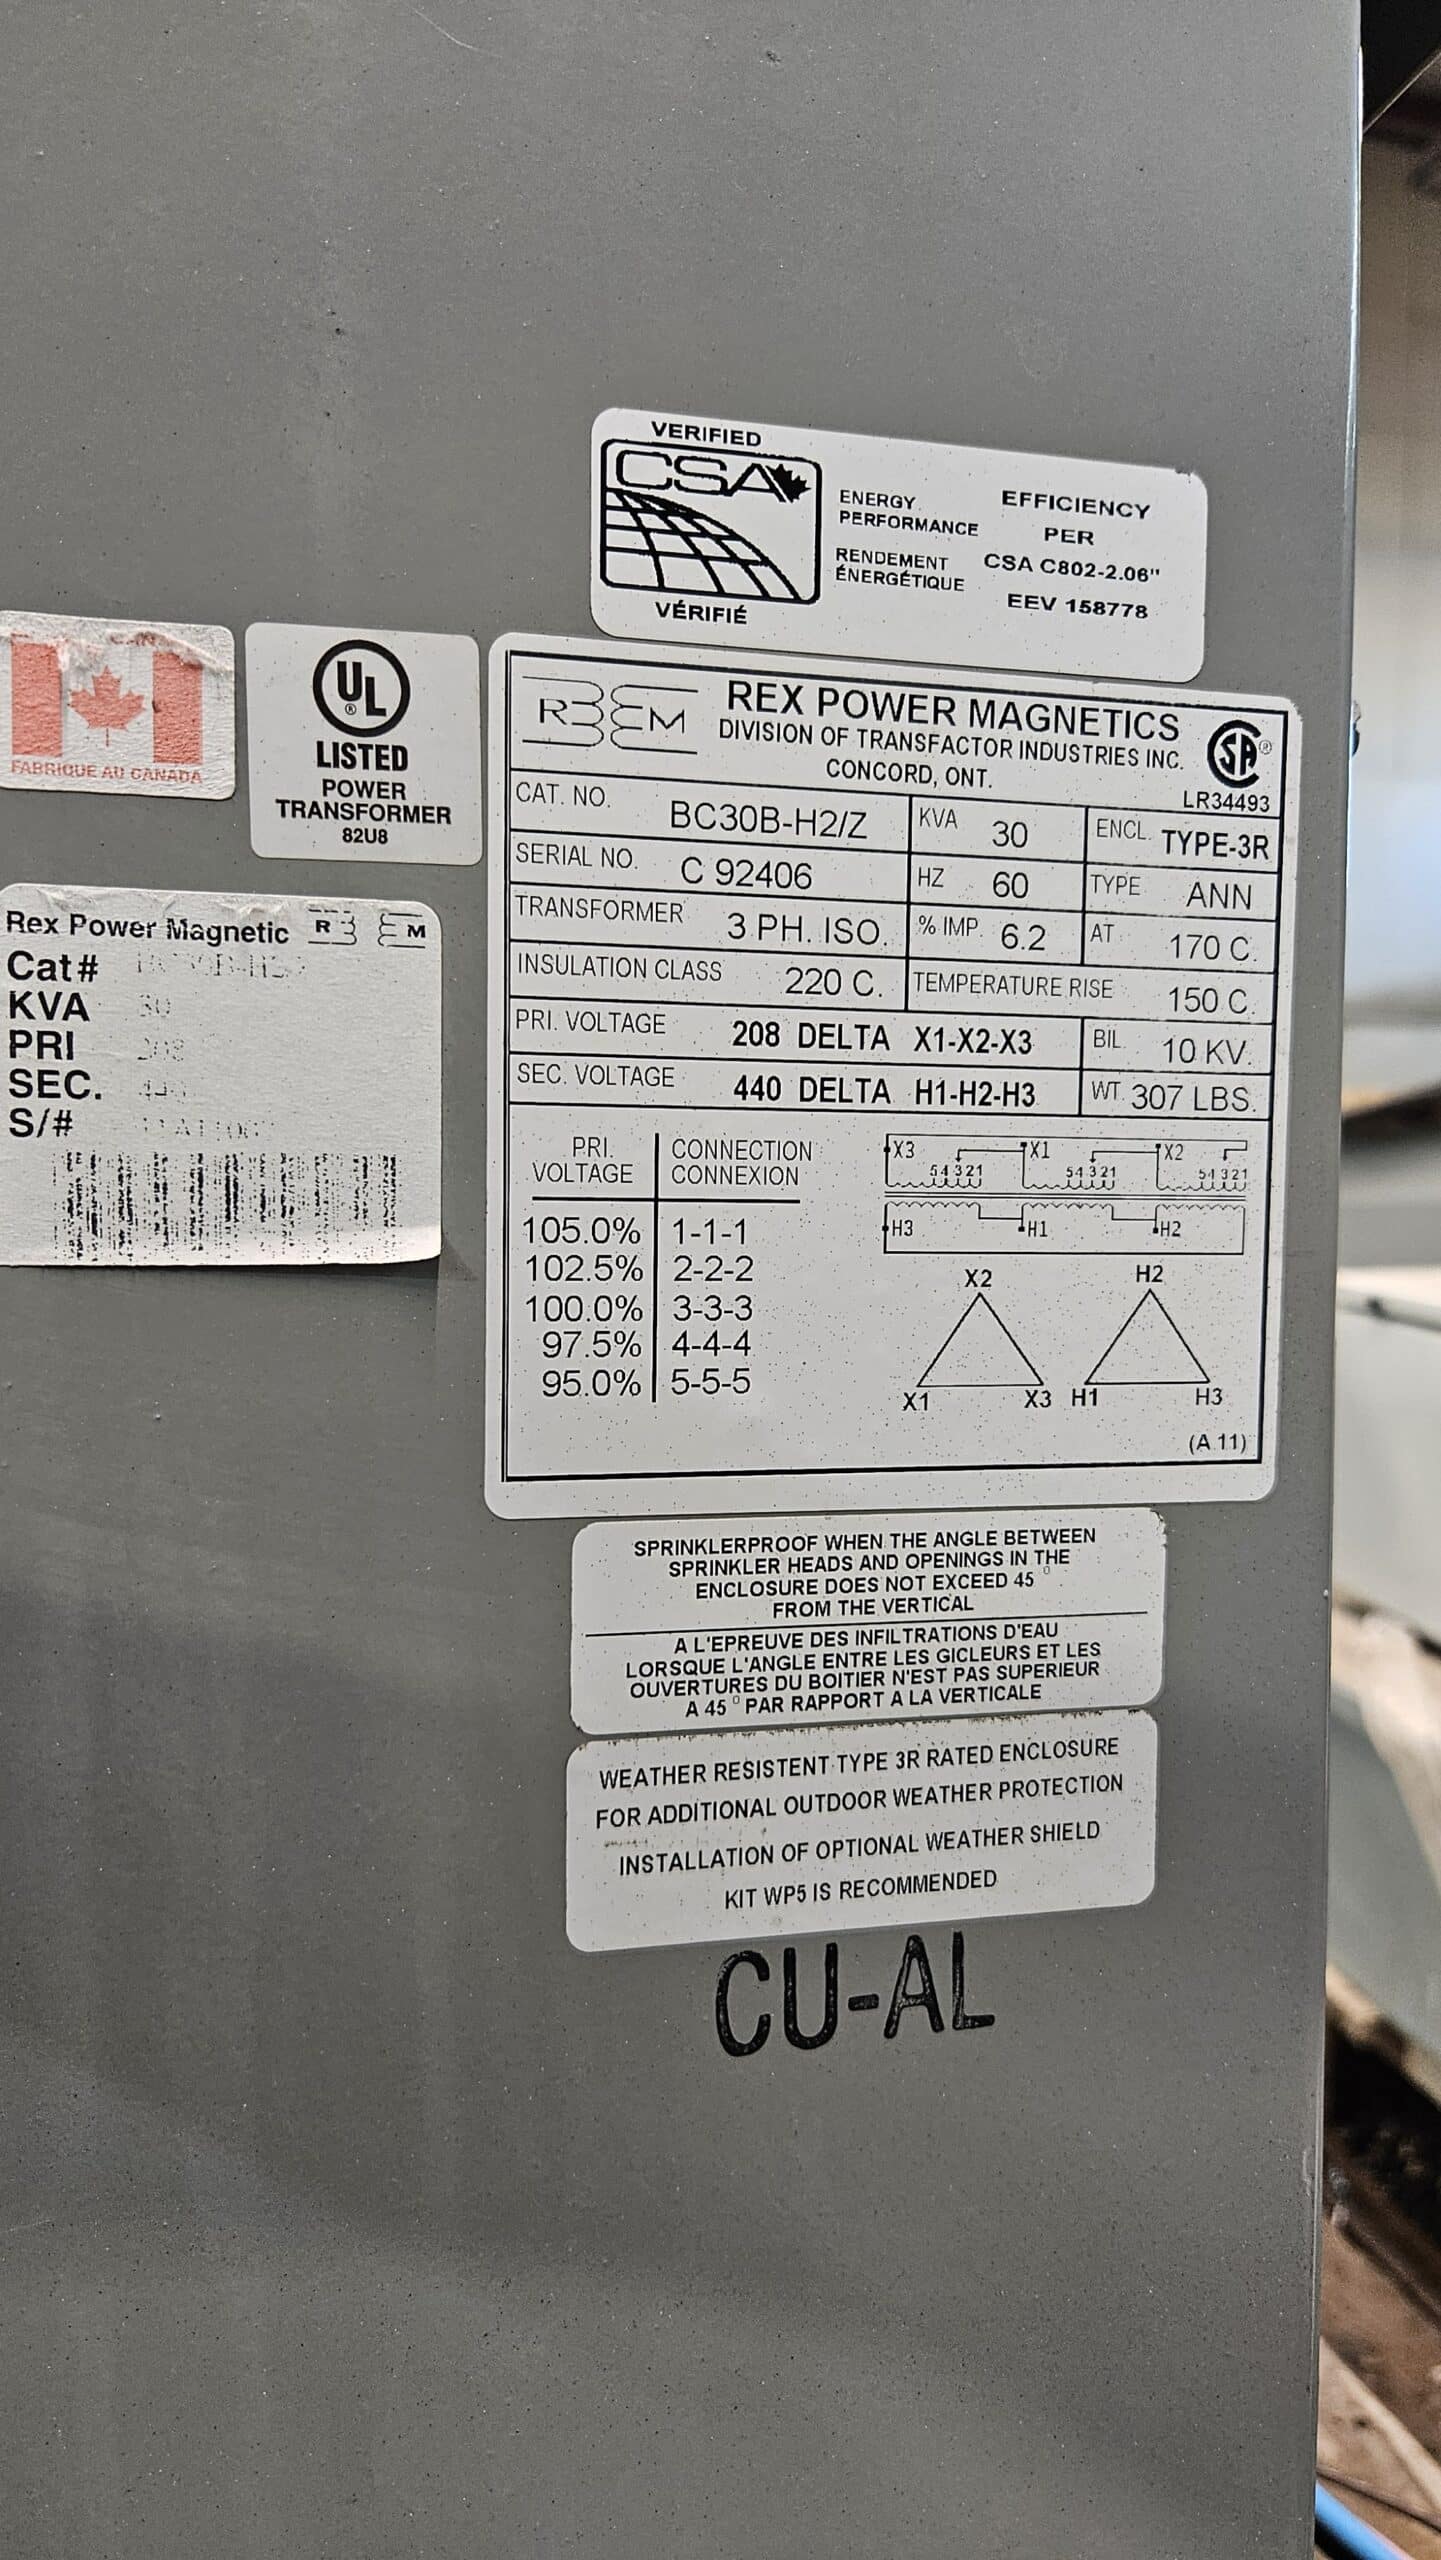 VERIFIED
CSA
VÉRIFIÉ
ENERGY
PERFORMANCE
RENDEMENT
ÉNERGÉTIQUE
EFFICIENCY
PER
CSA C802-2.06"
EEV 158778
FABRIQUE AU CANADA
UL
®
LISTED
POWER
TRANSFORMER
82U8
Rex Power Magnetic R M
Cat#
KVA 30
PRI 208
SEC.
S/#
R M
REX POWER MAGNETICS
DIVISION OF TRANSFACTOR INDUSTRIES INC.
CONCORD, ONT.
SA ®
LR34493
CAT. NO. BC30B-H2/Z KVA 30 ENCL. TYPE-3R
SERIAL NO. C 92406 HZ 60 TYPE ANN
TRANSFORMER 3 PH. ISO. % IMP. 6.2 AT 170 C.
INSULATION CLASS 220 C. TEMPERATURE RISE 150 C.
PRI. VOLTAGE 208 DELTA X1-X2-X3 BIL 10 KV.
SEC. VOLTAGE 440 DELTA H1-H2-H3 WT. 307 LBS.
PRI.
VOLTAGE
CONNECTION
CONNEXION
105.0% 1-1-1
102.5% 2-2-2
100.0% 3-3-3
97.5% 4-4-4
95.0% 5-5-5
X3 X1 X2
54321 54321 54321
H3 H1 H2
X2 H2
X1 X3 H1 H3
(A.11)
SPRINKLERPROOF WHEN THE ANGLE BETWEEN
SPRINKLER HEADS AND OPENINGS IN THE
ENCLOSURE DOES NOT EXCEED 45°
FROM THE VERTICAL
A L'EPREUVE DES INFILTRATIONS D'EAU
LORSQUE L'ANGLE ENTRE LES GICLEURS ET LES
OUVERTURES DU BOITIER N'EST PAS SUPERIEUR
A 45° PAR RAPPORT A LA VERTICALE
WEATHER RESISTENT TYPE 3R RATED ENCLOSURE
FOR ADDITIONAL OUTDOOR WEATHER PROTECTION
INSTALLATION OF OPTIONAL WEATHER SHIELD
KIT WP5 IS RECOMMENDED
CU-AL